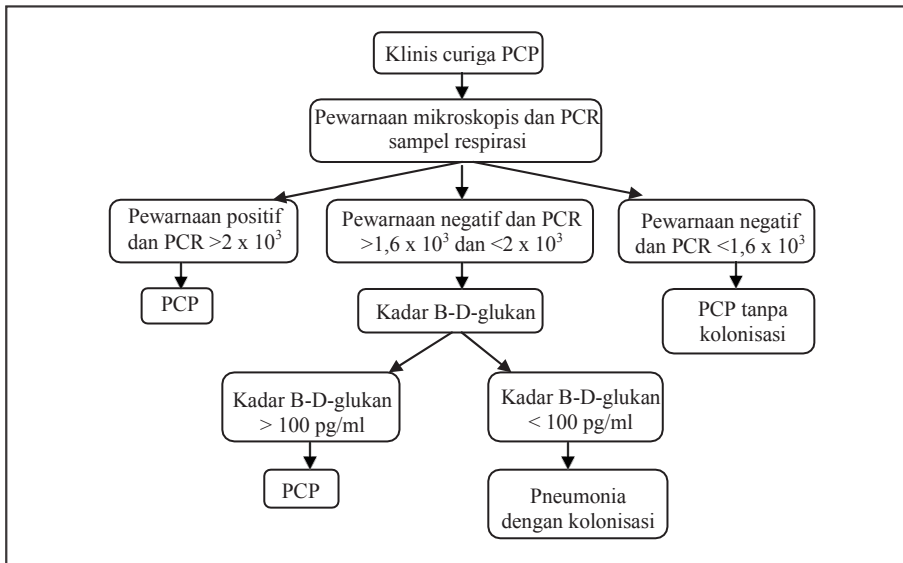 Klinis curiga PCP
Pewarnaan mikroskopis dan PCR
sampel respirasi
Pewarnaan positif
dan PCR >2 x 10³
Pewarnaan negatif dan PCR
>1,6 x 10³ dan <2 x 10³
Pewarnaan negatif
dan PCR <1,6 x 10³
PCP
Kadar B-D-glukan
PCP tanpa
kolonisasi
Kadar B-D-glukan
> 100 pg/ml
Kadar B-D-glukan
< 100 pg/ml
PCP
Pneumonia
dengan kolonisasi